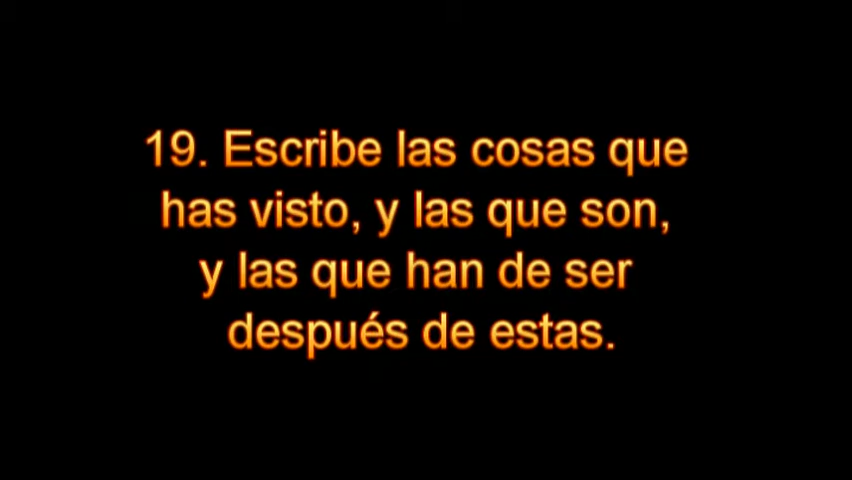 19. Escribe las cosas que
has visto, y las que son,
y las que han de ser
después de estas.